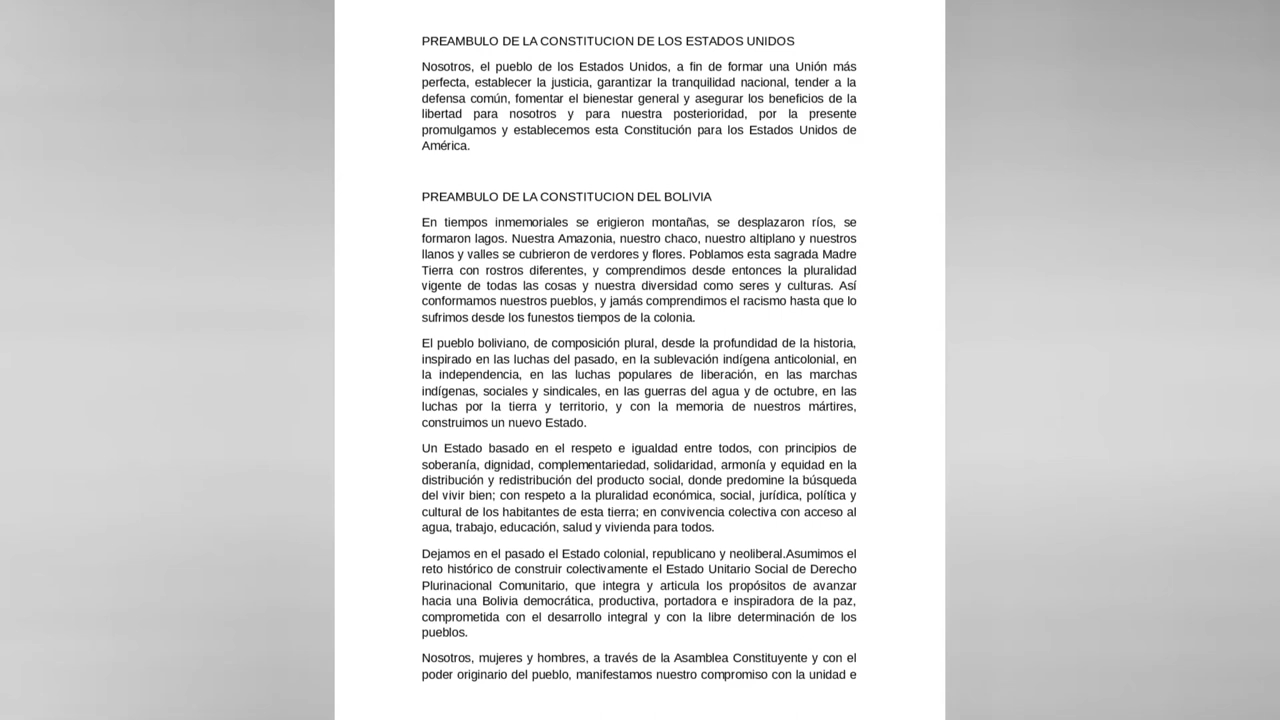 PREAMBULO DE LA CONSTITUCION DE LOS ESTADOS UNIDOS
Nosotros, el pueblo de los Estados Unidos, a fin de formar una Unión más
perfecta, establecer la justicia, garantizar la tranquilidad nacional, tender a la
defensa común, fomentar el bienestar general y asegurar los beneficios de la
libertad para nosotros y para nuestra posterioridad, por la presente
promulgamos y establecemos esta Constitución para los Estados Unidos de
América.
PREAMBULO DE LA CONSTITUCION DEL BOLIVIA
En tiempos inmemoriales se erigieron montañas, se desplazaron ríos, se
formaron lagos. Nuestra Amazonia, nuestro chaco, nuestro altiplano y nuestros
llanos y valles se cubrieron de verdores y flores. Poblamos esta sagrada Madre
Tierra con rostros diferentes, y comprendimos desde entonces la pluralidad
vigente de todas las cosas y nuestra diversidad como seres y culturas. Así
conformamos nuestros pueblos, y jamás comprendimos el racismo hasta que lo
sufrimos desde los funestos tiempos de la colonia.
El pueblo boliviano, de composición plural, desde la profundidad de la historia,
inspirado en las luchas del pasado, en la sublevación indígena anticolonial, en
la independencia, en las luchas populares de liberación, en las marchas
indígenas, sociales y sindicales, en las guerras del agua y de octubre, en las
luchas por la tierra y territorio, y con la memoria de nuestros mártires,
construimos un nuevo Estado.
Un Estado basado en el respeto e igualdad entre todos, con principios de
soberanía, dignidad, complementariedad, solidaridad, armonía y equidad en la
distribución y redistribución del producto social, donde predomine la búsqueda
del vivir bien; con respeto a la pluralidad económica, social, jurídica, política y
cultural de los habitantes de esta tierra; en convivencia colectiva con acceso al
agua, trabajo, educación, salud y vivienda para todos.
Dejamos en el pasado el Estado colonial, republicano y neoliberal.Asumimos el
reto histórico de construir colectivamente el Estado Unitario Social de Derecho
Plurinacional Comunitario, que integra y articula los propósitos de avanzar
hacia una Bolivia democrática, productiva, portadora e inspiradora de la paz,
comprometida con el desarrollo integral y con la libre determinación de los
pueblos.
Nosotros, mujeres y hombres, a través de la Asamblea Constituyente y con el
poder originario del pueblo, manifestamos nuestro compromiso con la unidad e